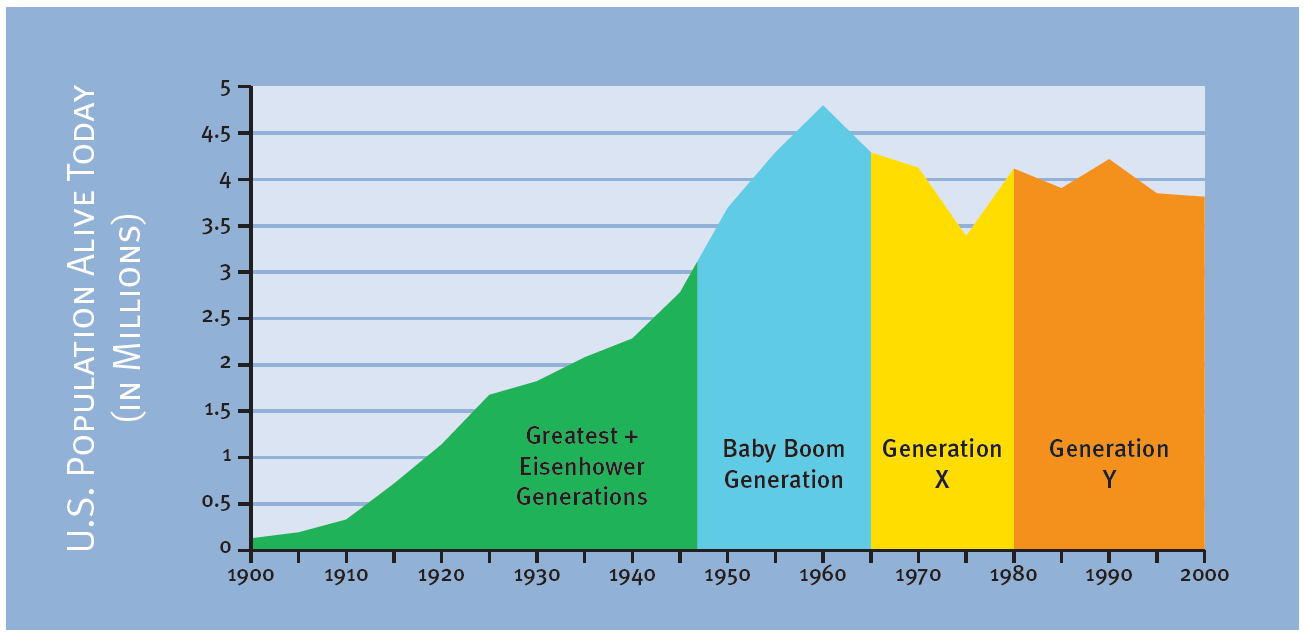 U.S. Population Alive Today
(in Millions)
5
4.5
4
3.5
3
2.5
2
1.5
1
0.5
0
Greatest +
Eisenhower
Generations
Baby Boom
Generation
Generation
X
Generation
Y
1900 1910 1920 1930 1940 1950 1960 1970 1980 1990 2000